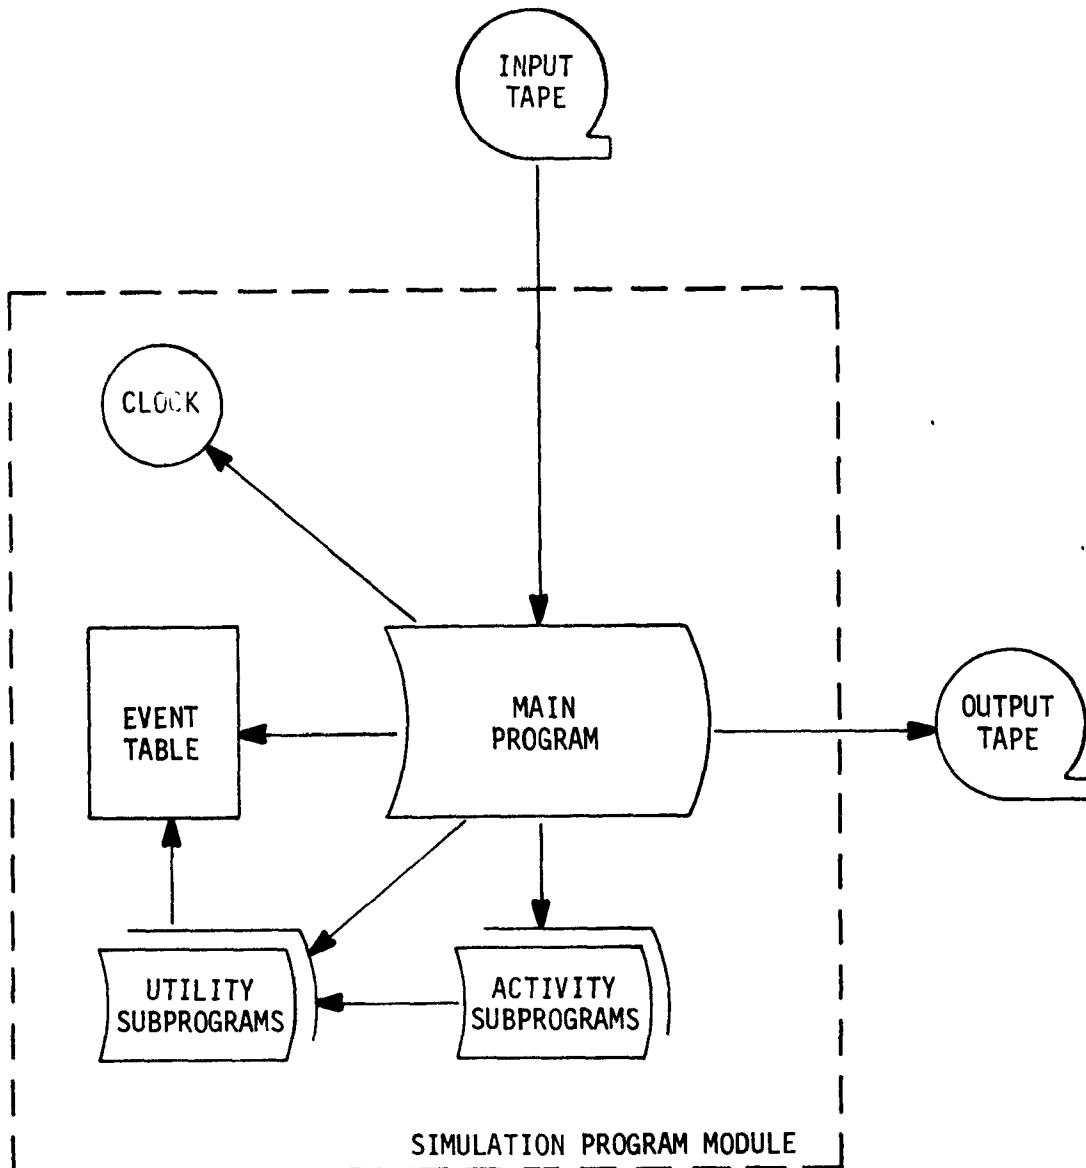 INPUT
TAPE
CLOCK
EVENT
TABLE
MAIN
PROGRAM
OUTPUT
TAPE
UTILITY
SUBPROGRAMS
ACTIVITY
SUBPROGRAMS
SIMULATION PROGRAM MODULE